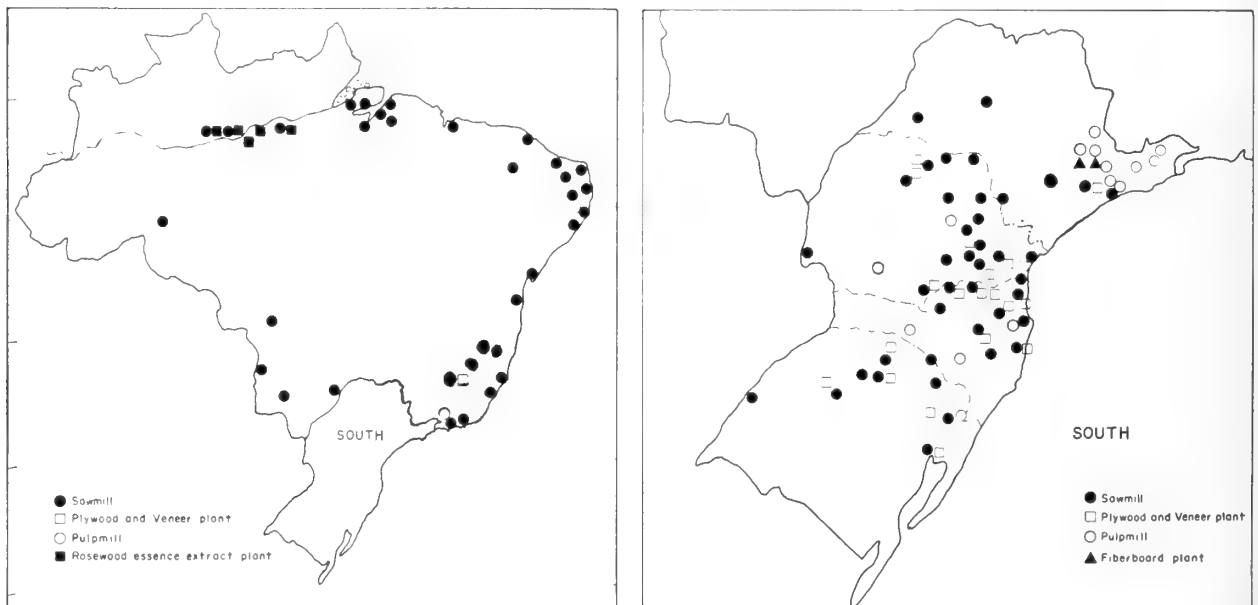 SOUTH
Sawmill
Plywood and Veneer plant
Pulpmill
Rosewood essence extract plant
SOUTH
Sawmill
Plywood and Veneer plant
Pulpmill
Fiberboard plant